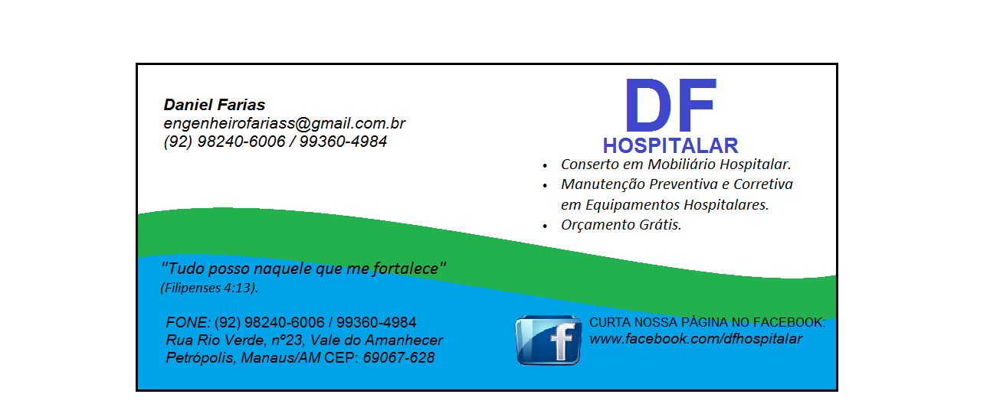 Daniel Farias
engenheirofariass@gmail.com.br
(92) 98240-6006 / 99360-4984
DF
HOSPITALAR
• Conserto em Mobiliário Hospitalar.
• Manutenção Preventiva e Corretiva
em Equipamentos Hospitalares.
• Orçamento Grátis.
"Tudo posso naquele que me fortalece"
(Filipenses 4:13).
FONE: (92) 98240-6006 / 99360-4984
Rua Rio Verde, nº23, Vale do Amanhecer
Petrópolis, Manaus/AM CEP: 69067-628
f
CURTA NOSSA PÁGINA NO FACEBOOK:
www.facebook.com/dfhospitalar